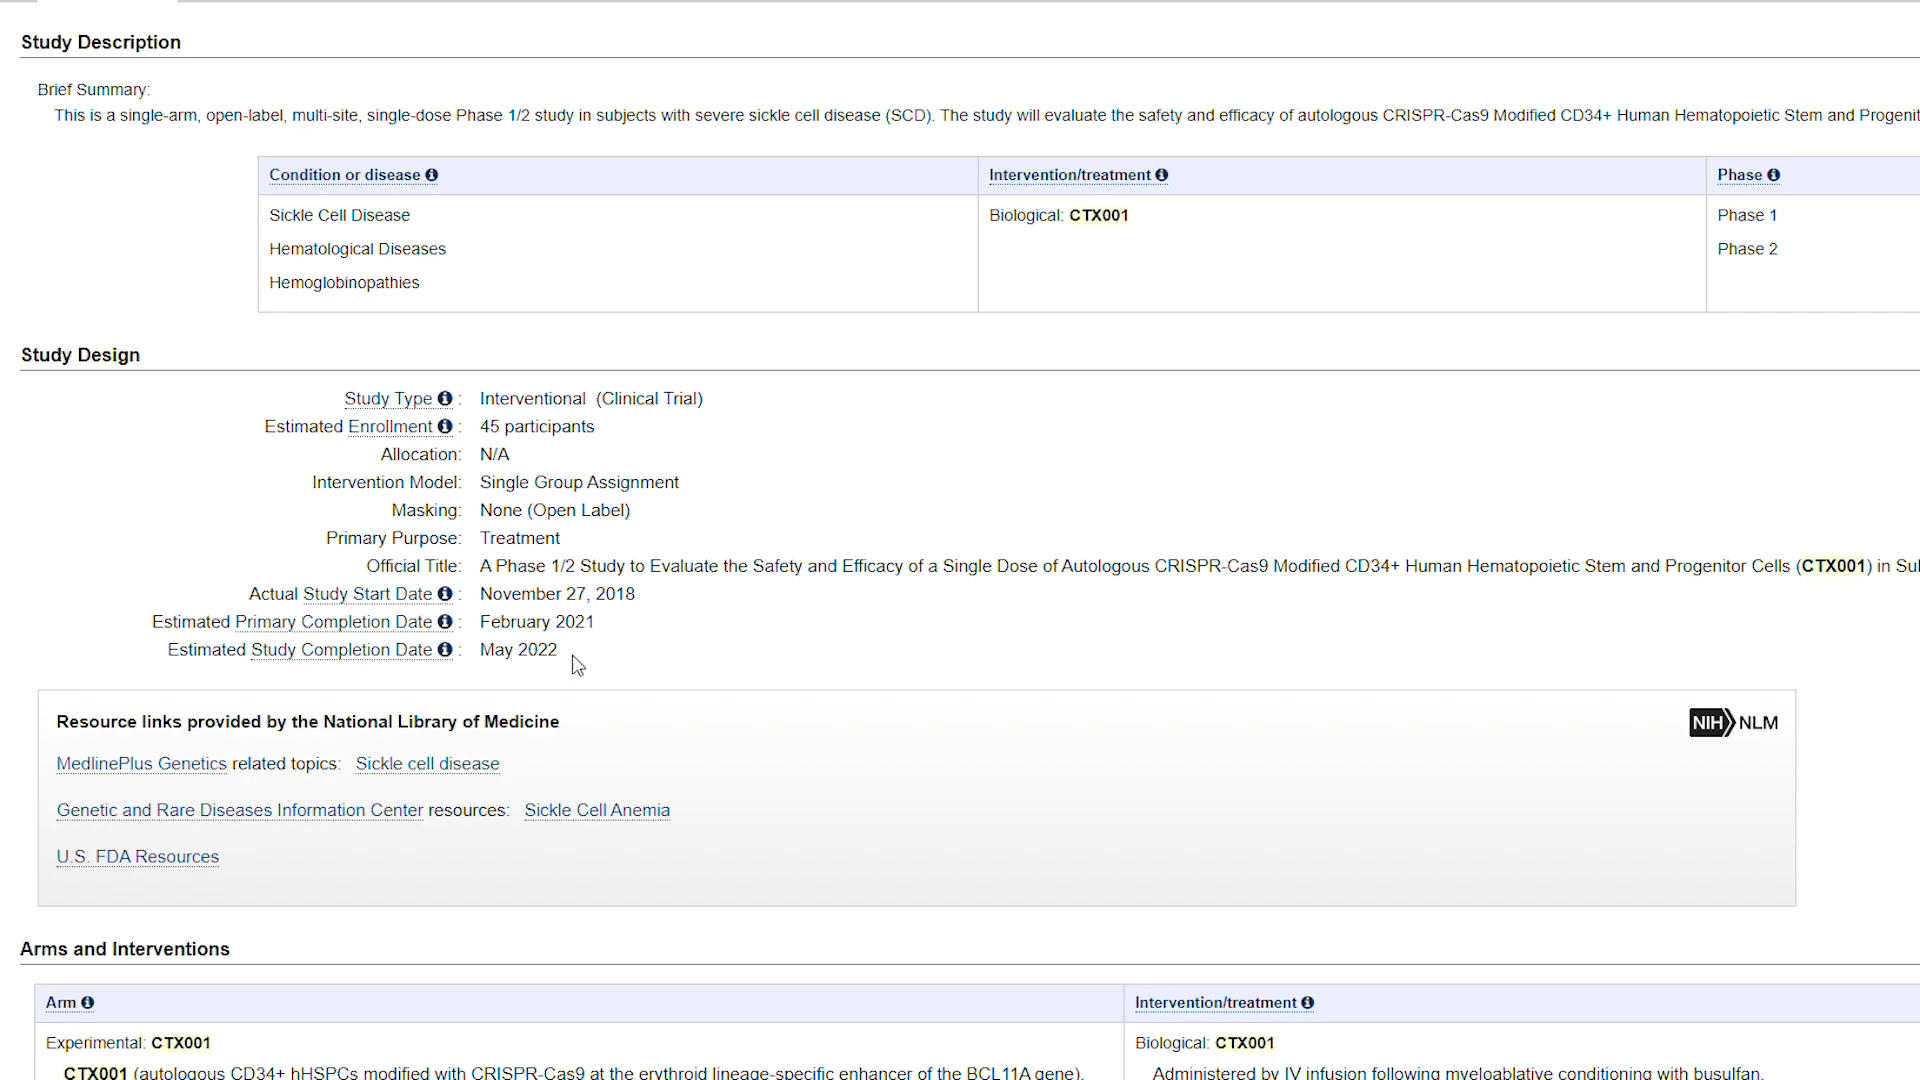 Study Description
Brief Summary:
This is a single-arm, open-label, multi-site, single-dose Phase 1/2 study in subjects with severe sickle cell disease (SCD). The study will evaluate the safety and efficacy of autologous CRISPR-Cas9 Modified CD34+ Human Hematopoietic Stem and Progenit
Condition or disease Intervention/treatment Phase
Sickle Cell Disease Biological: CTX001 Phase 1
Hematological Diseases Phase 2
Hemoglobinopathies
Study Design
Study Type : Interventional (Clinical Trial)
Estimated Enrollment : 45 participants
Allocation: N/A
Intervention Model: Single Group Assignment
Masking: None (Open Label)
Primary Purpose: Treatment
Official Title: A Phase 1/2 Study to Evaluate the Safety and Efficacy of a Single Dose of Autologous CRISPR-Cas9 Modified CD34+ Human Hematopoietic Stem and Progenitor Cells (CTX001) in Sul
Actual Study Start Date : November 27, 2018
Estimated Primary Completion Date : February 2021
Estimated Study Completion Date : May 2022
Resource links provided by the National Library of Medicine NIH NLM
MedlinePlus Genetics related topics: Sickle cell disease
Genetic and Rare Diseases Information Center resources: Sickle Cell Anemia
U.S. FDA Resources
Arms and Interventions
Arm Intervention/treatment
Experimental: CTX001 Biological: CTX001
CTX001 (autologous CD34+ hHSPCs modified with CRISPR-Cas9 at the erythroid lineage-specific enhancer of the BCL11A gene). Administered by IV infusion following myeloablative conditioning with busulfan.